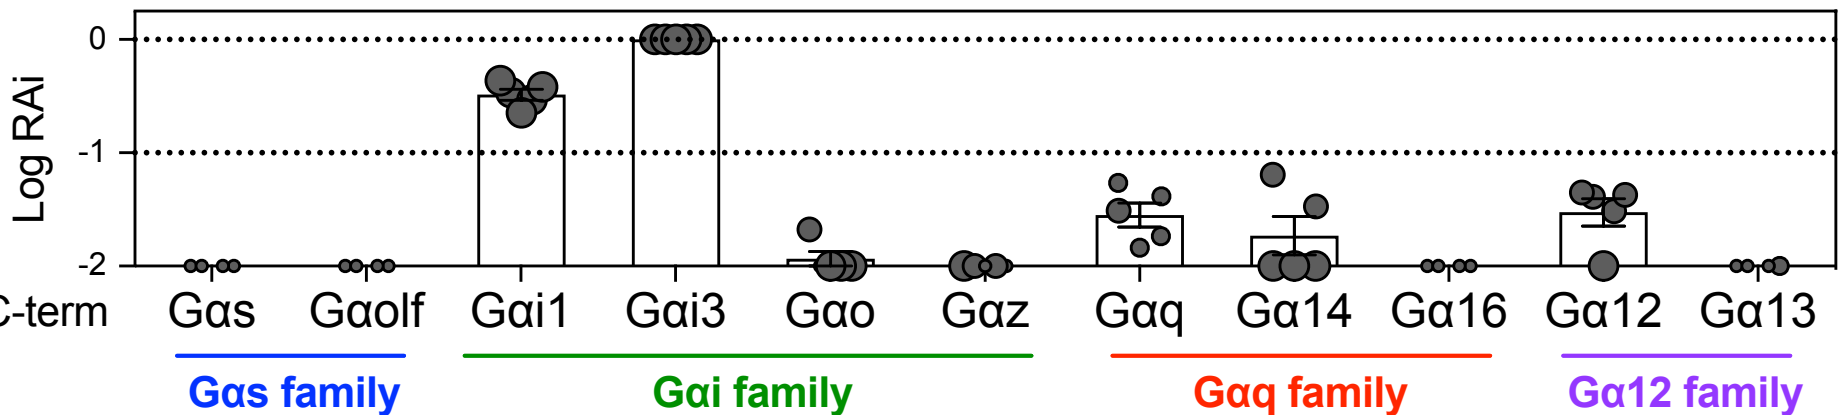 Log RAi
0
-1
-2
C-term Gαs Gαolf Gαi1 Gαi3 Gαo Gαz Gαq Gα14 Gα16 Gα12 Gα13
Gαs family Gαi family Gαq family Gα12 family